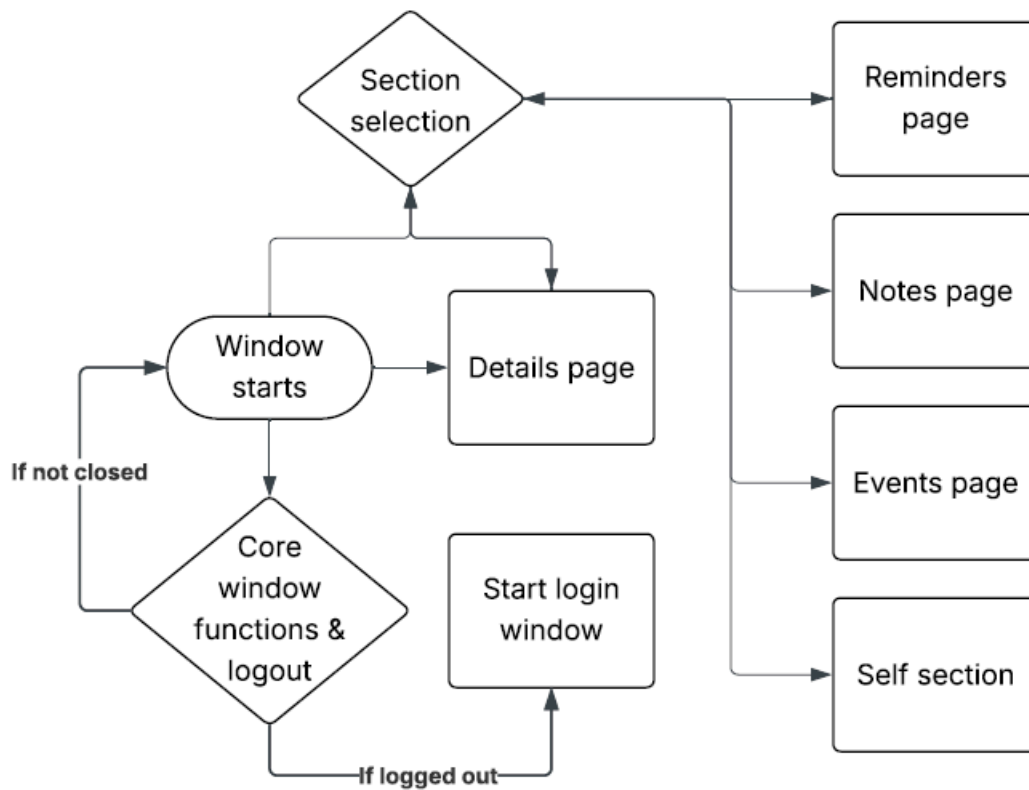 Section
selection
Reminders
page
Notes page
Window
starts
Details page
If not closed
Events page
Core
window
functions &
logout
Start login
window
Self section
If logged out